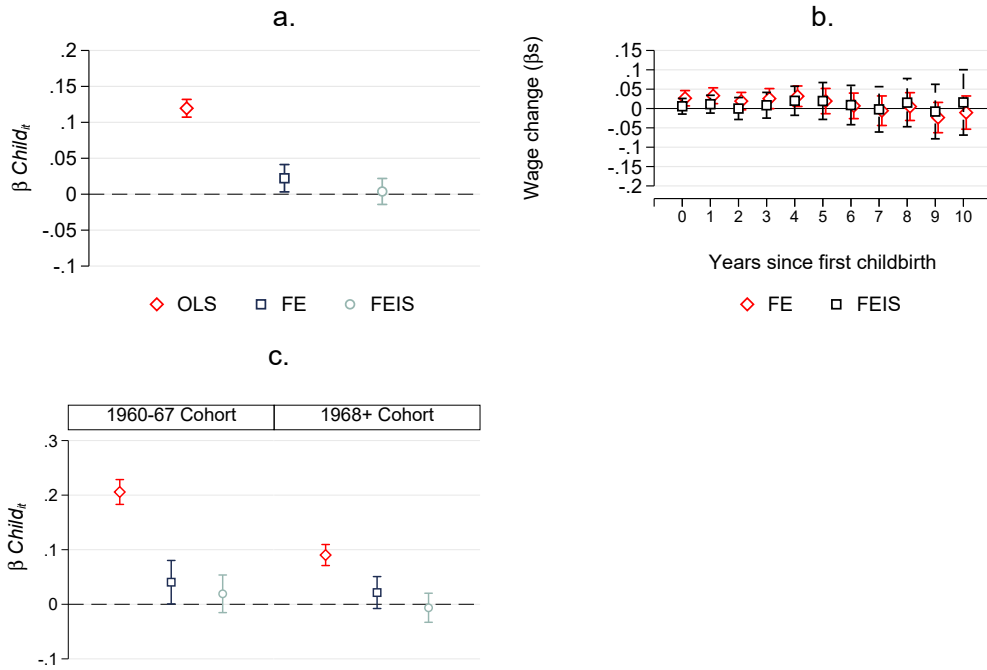 a.
.2
.15
.1
.05
0
-.05
-.1
β Child_it
OLS FE FEIS
b.
.15
.1
.05
0
-.05
-.1
-.15
-.2
Wage change (βs)
0 1 2 3 4 5 6 7 8 9 10
Years since first childbirth
FE FEIS
c.
1960-67 Cohort 1968+ Cohort
.3
.2
.1
0
-.1
β Child_it